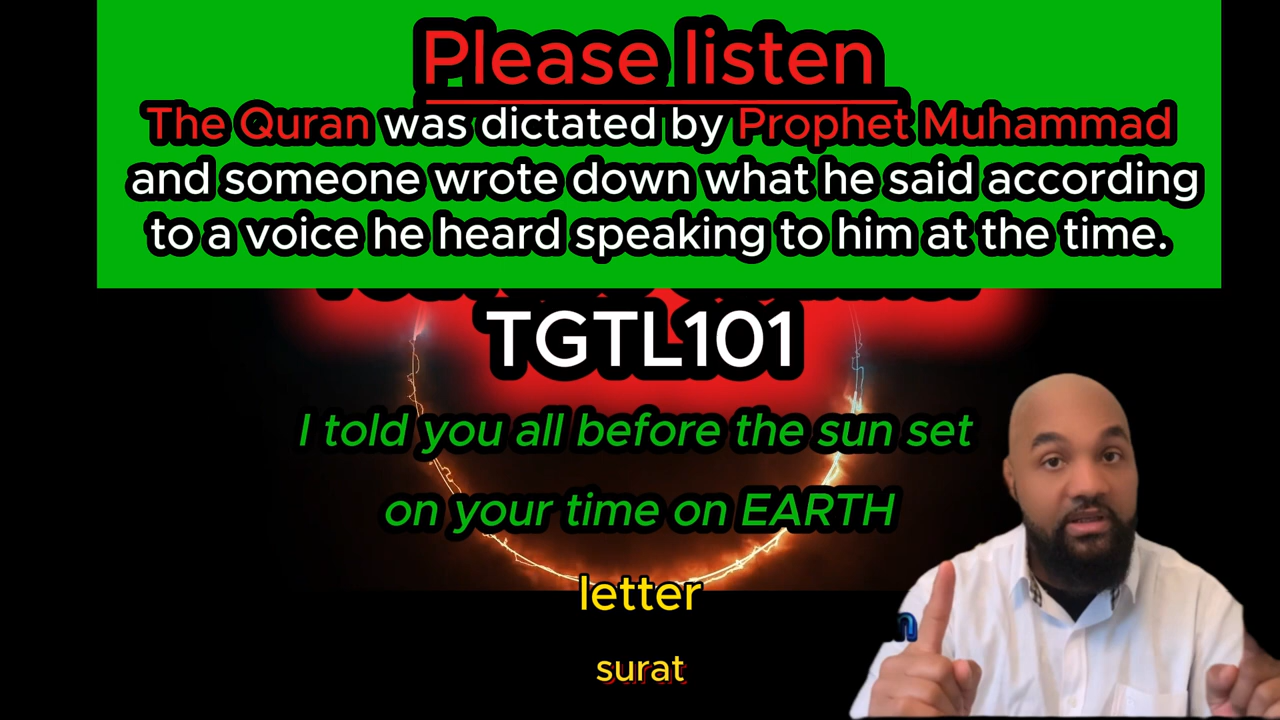 Please listen
The Quran was dictated by Prophet Muhammad
and someone wrote down what he said according
to a voice he heard speaking to him at the time.
TGTL101
I told you all before the sun set
on your time on EARTH
letter
surat